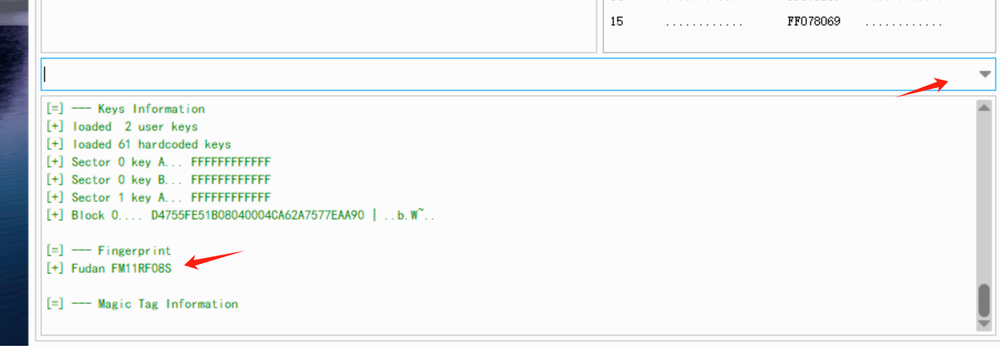 15 ............ FF078069 ............
[=] --- Keys Information
[+] loaded  2 user keys
[+] loaded 61 hardcoded keys
[+] Sector 0 key A... FFFFFFFFFFFF
[+] Sector 0 key B... FFFFFFFFFFFF
[+] Sector 1 key A... FFFFFFFFFFFF
[+] Block 0.... D4755FE51B08040004CA62A7577EAA90 | ..b.W~..
[=] --- Fingerprint
[+] Fudan FM11RF08S
[=] --- Magic Tag Information